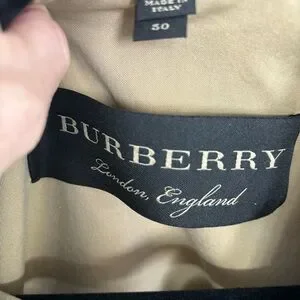 MADE IN
ITALY
50
BURBERRY
London, England